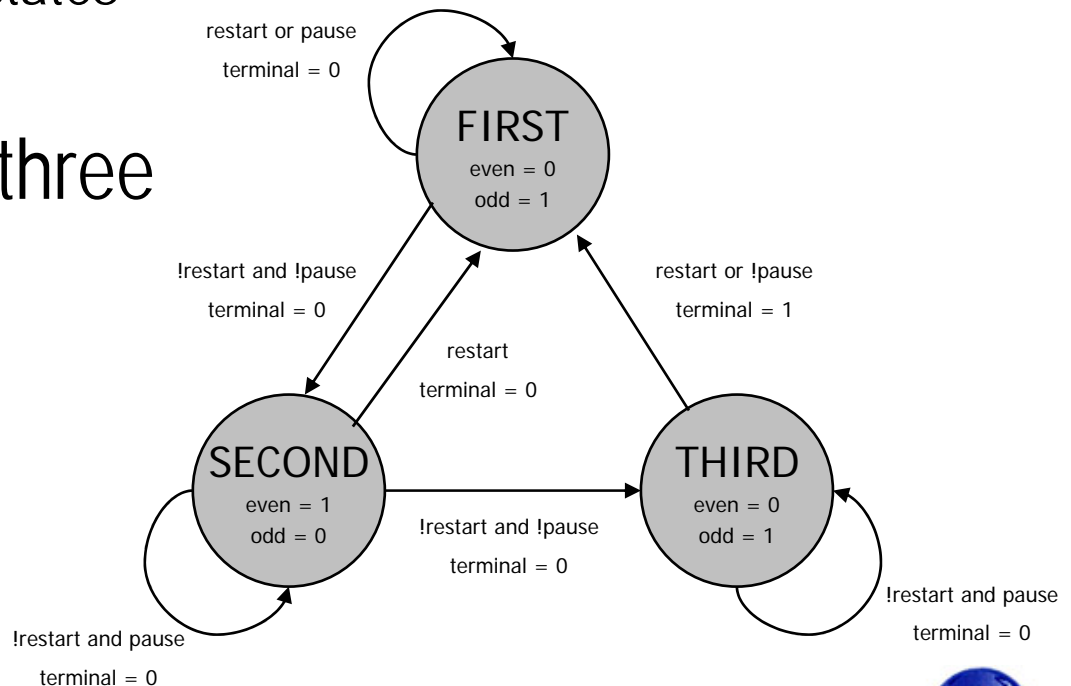 restart or pause
terminal = 0
FIRST
even = 0
odd = 1
three
!restart and !pause
terminal = 0
restart or !pause
terminal = 1
restart
terminal = 0
SECOND
even = 1
odd = 0
THIRD
even = 0
odd = 1
!restart and !pause
terminal = 0
!restart and pause
terminal = 0
!restart and pause
terminal = 0